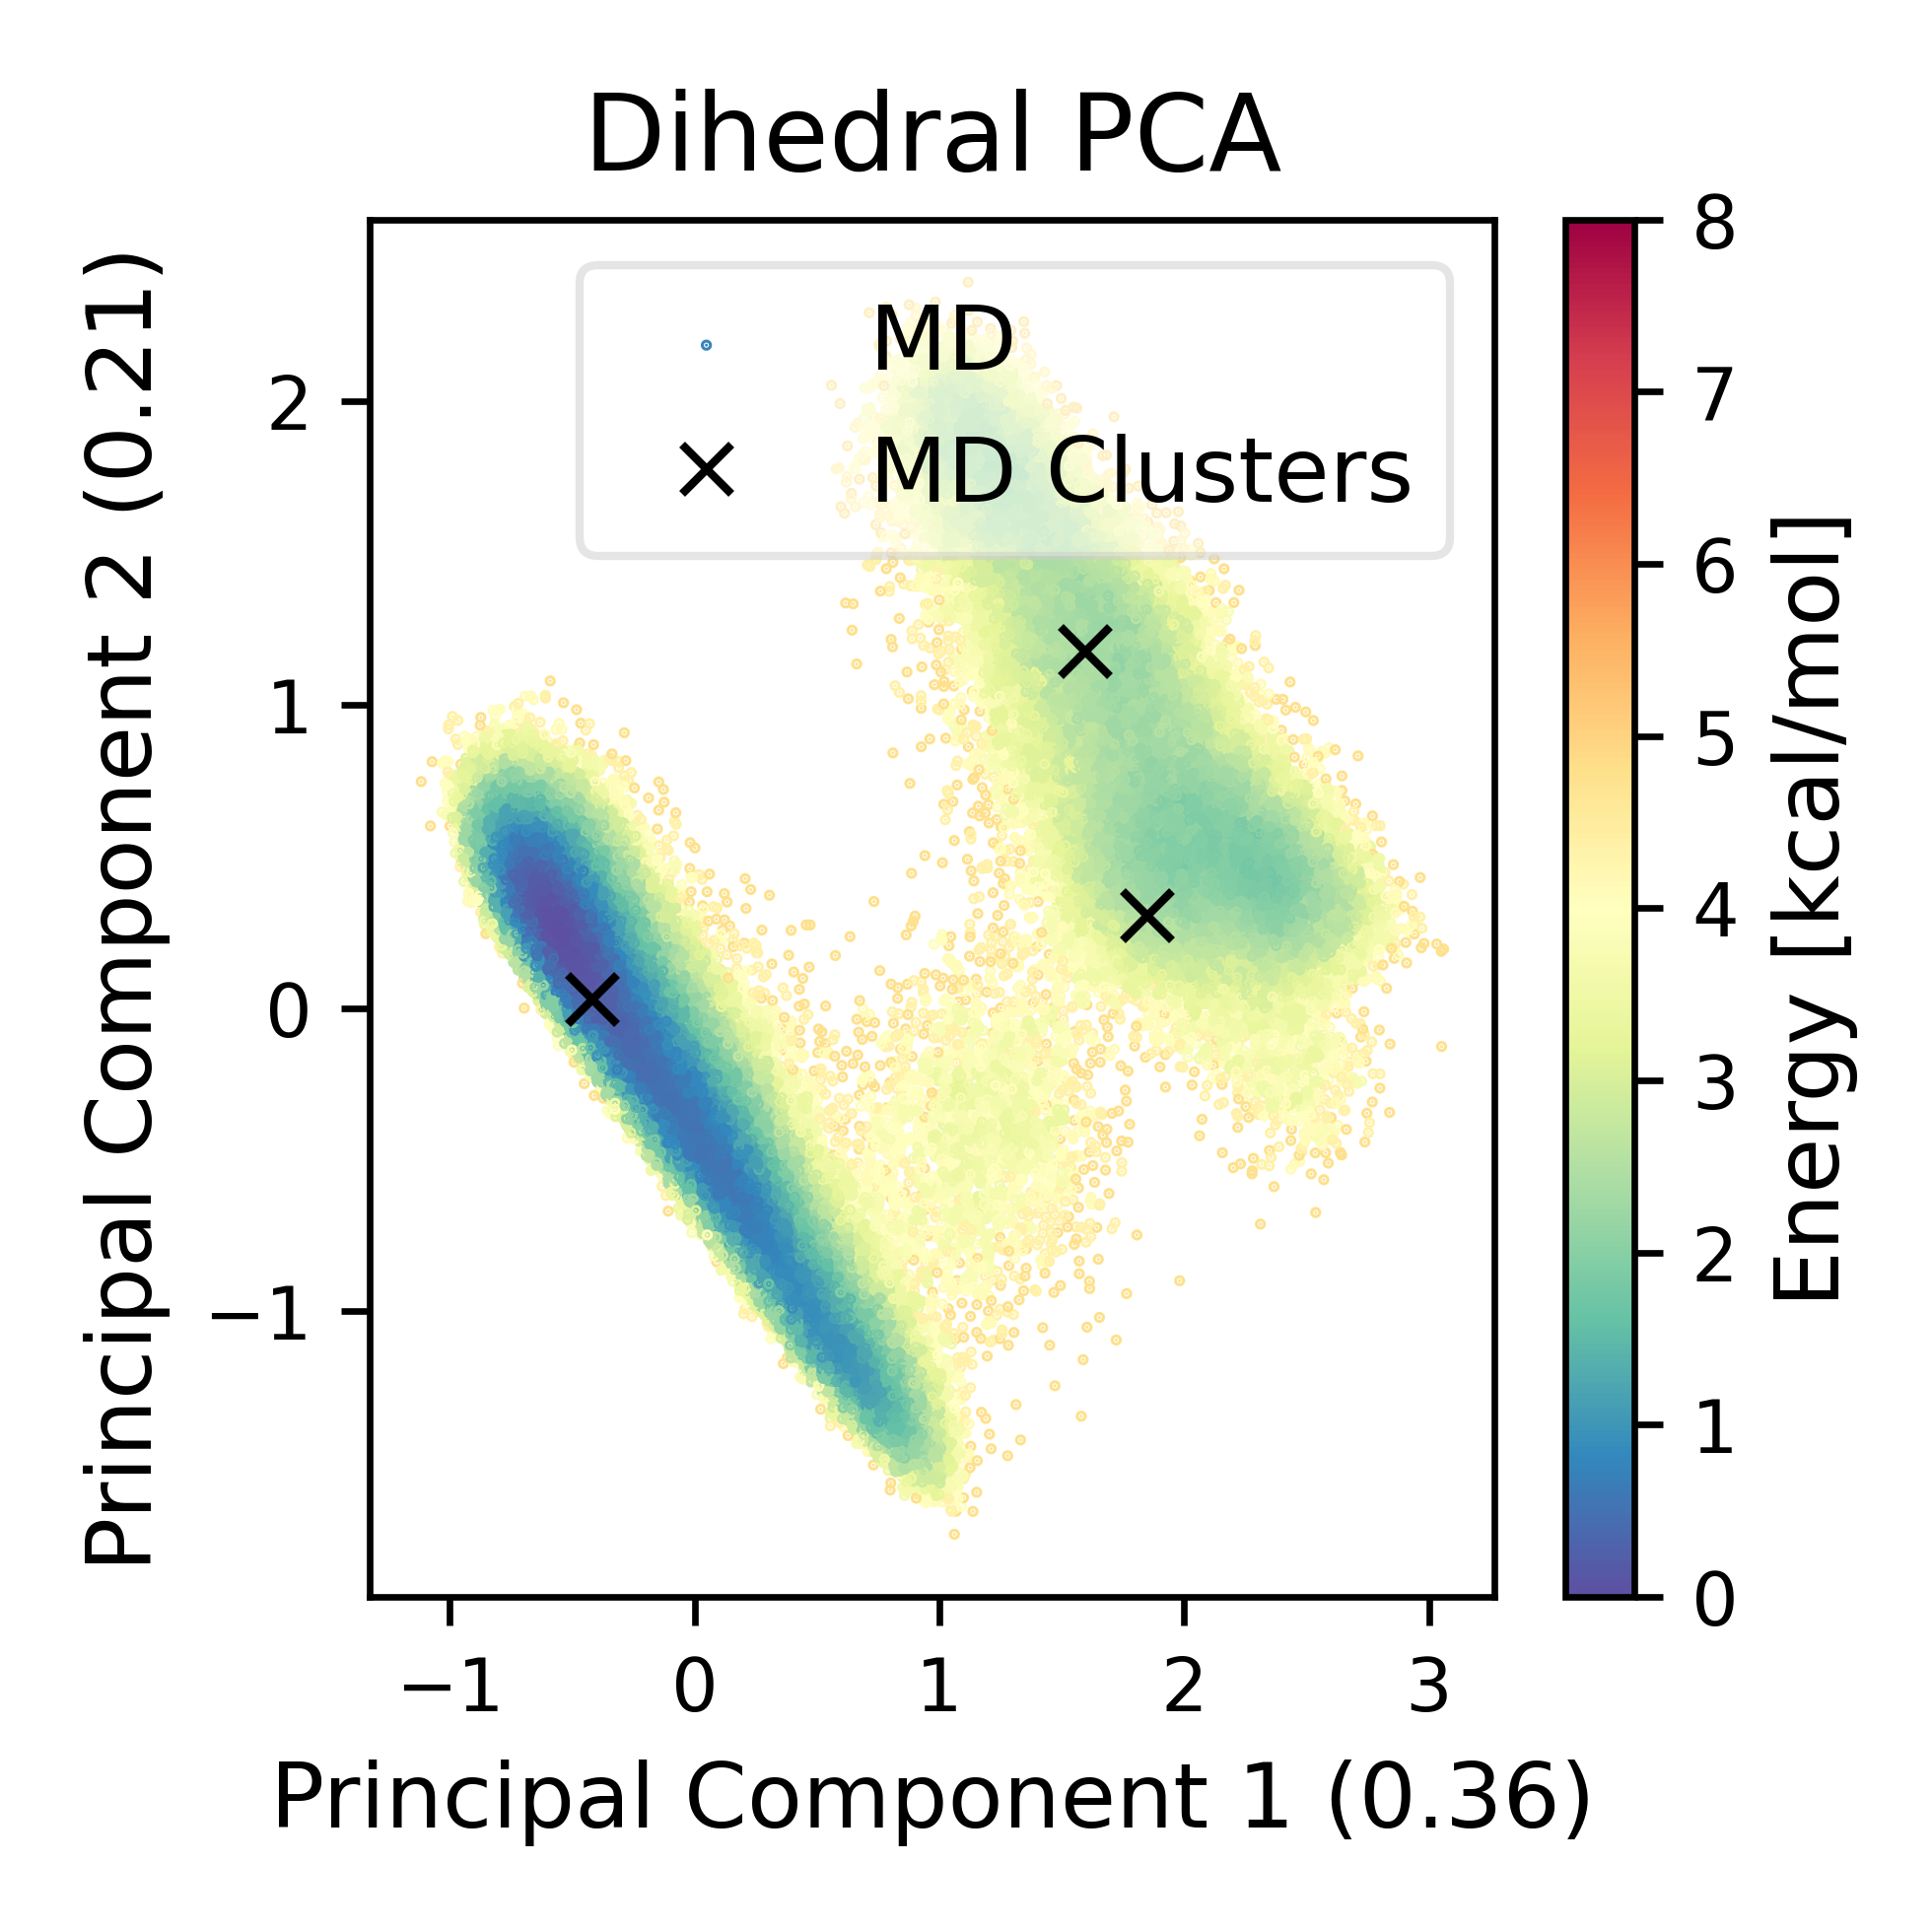 Dihedral PCA
MD
MD Clusters
Principal Component 2 (0.21)
2
1
0
−1
−1 0 1 2 3
Principal Component 1 (0.36)
8
7
6
5
4
3
2
1
0
Energy [kcal/mol]